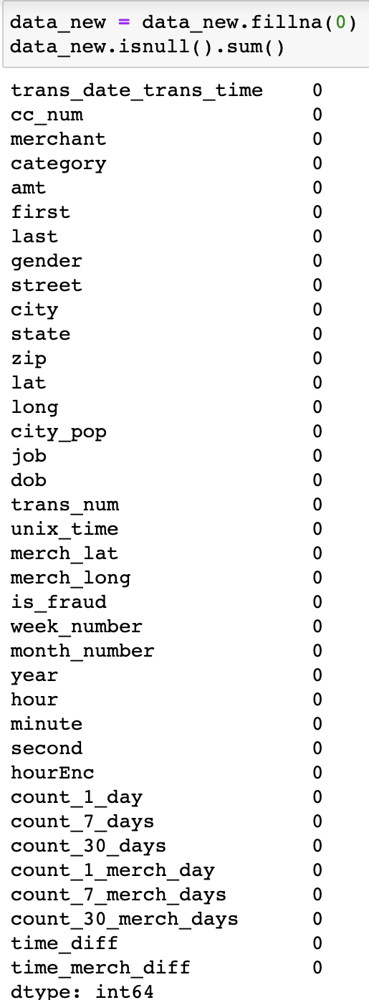 data_new = data_new.fillna(0)
data_new.isnull().sum()
trans_date_trans_time 0
cc_num 0
merchant 0
category 0
amt 0
first 0
last 0
gender 0
street 0
city 0
state 0
zip 0
lat 0
long 0
city_pop 0
job 0
dob 0
trans_num 0
unix_time 0
merch_lat 0
merch_long 0
is_fraud 0
week_number 0
month_number 0
year 0
hour 0
minute 0
second 0
hourEnc 0
count_1_day 0
count_7_days 0
count_30_days 0
count_1_merch_day 0
count_7_merch_days 0
count_30_merch_days 0
time_diff 0
time_merch_diff 0
dtype: int64